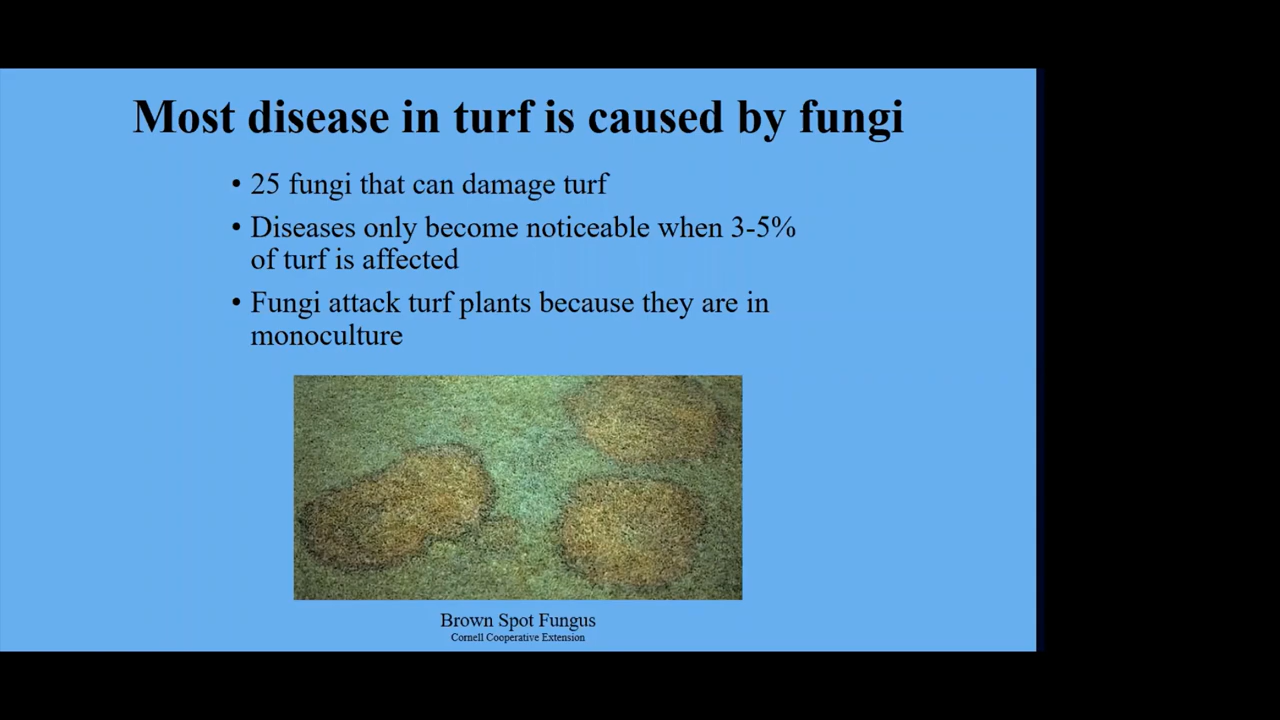 Most disease in turf is caused by fungi
• 25 fungi that can damage turf
• Diseases only become noticeable when 3-5%
of turf is affected
• Fungi attack turf plants because they are in
monoculture
Brown Spot Fungus
Cornell Cooperative Extension